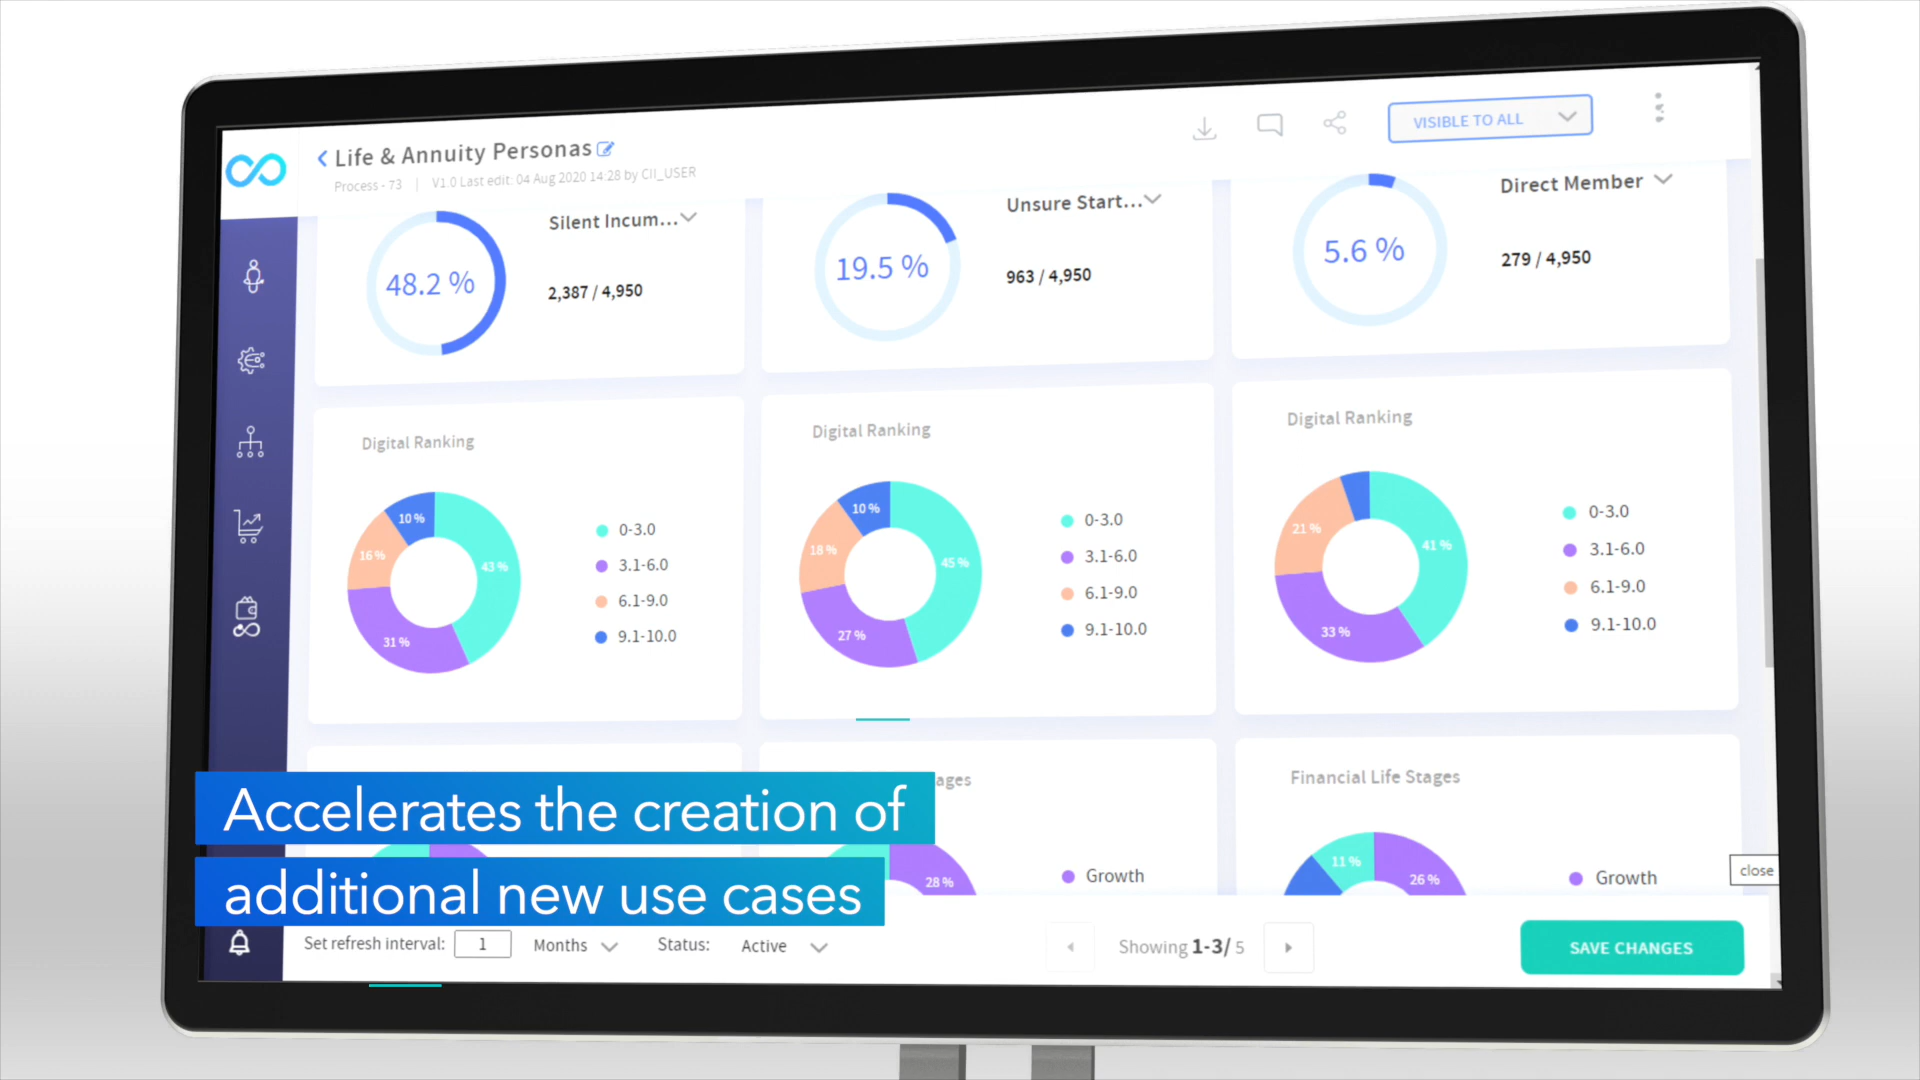 Life & Annuity Personas
Process - 73 | V1.0 Last edit: 04 Aug 2020 14:28 by CII_USER
VISIBLE TO ALL
48.2 %
Silent Incum...
2,387 / 4,950
19.5 %
Unsure Start...
963 / 4,950
5.6 %
Direct Member
279 / 4,950
Digital Ranking
10 %
16 %
43 %
31 %
0-3.0
3.1-6.0
6.1-9.0
9.1-10.0
Digital Ranking
10 %
18 %
45 %
27 %
0-3.0
3.1-6.0
6.1-9.0
9.1-10.0
Digital Ranking
21 %
41 %
33 %
0-3.0
3.1-6.0
6.1-9.0
9.1-10.0
ages
28 %
Growth
Financial Life Stages
11 %
26 %
Growth
close
Accelerates the creation of
additional new use cases
Set refresh interval: 1 Months Status: Active
Showing 1-3/ 5
SAVE CHANGES